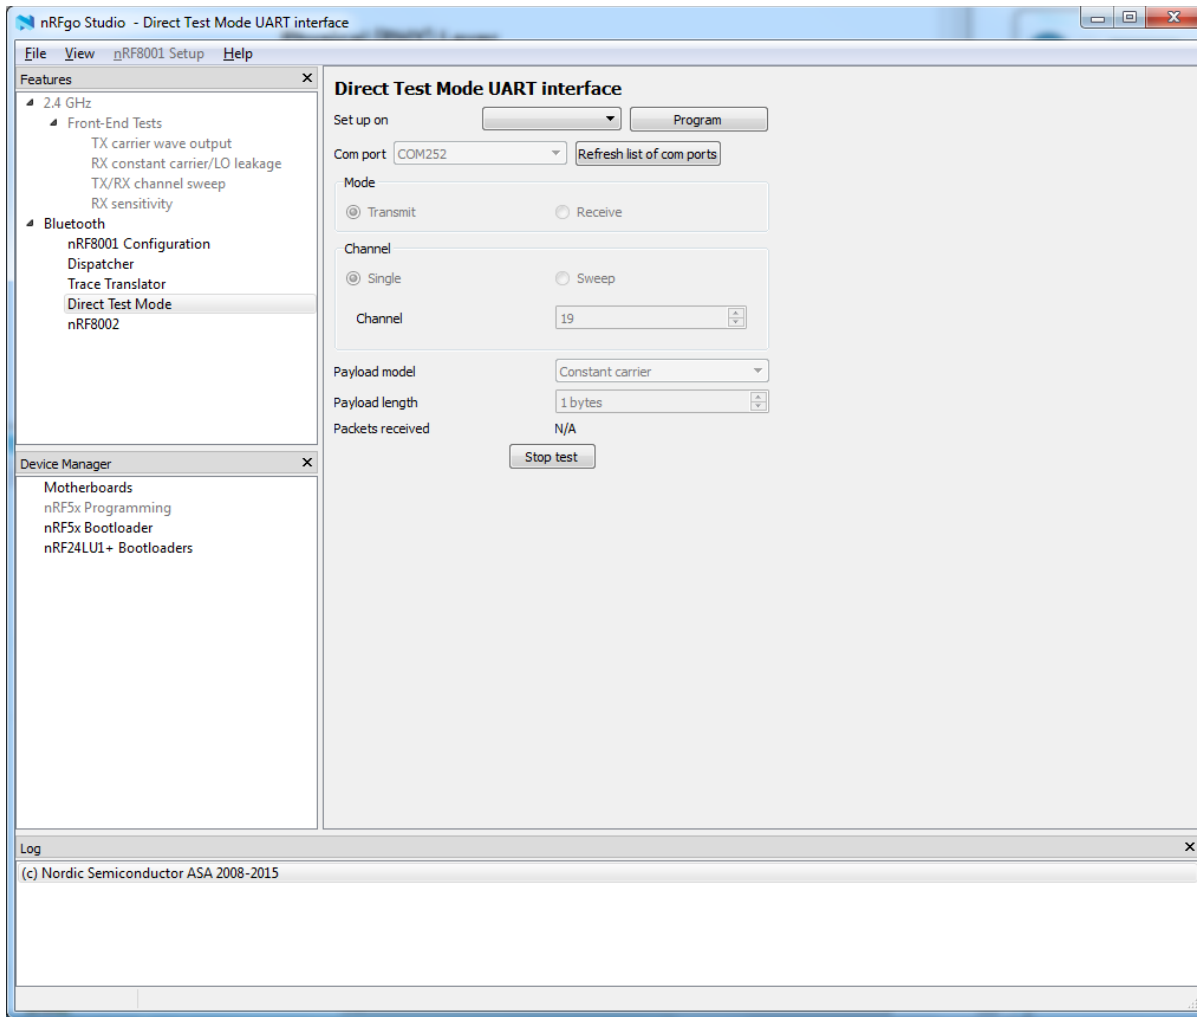 nRFgo Studio - Direct Test Mode UART interface
File View nRF8001 Setup Help
Features
2.4 GHz
Front-End Tests
TX carrier wave output
RX constant carrier/LO leakage
TX/RX channel sweep
RX sensitivity
Bluetooth
nRF8001 Configuration
Dispatcher
Trace Translator
Direct Test Mode
nRF8002
Device Manager
Motherboards
nRF5x Programming
nRF5x Bootloader
nRF24LU1+ Bootloaders
Direct Test Mode UART interface
Set up on Program
Com port COM252 Refresh list of com ports
Mode
Transmit Receive
Channel
Single Sweep
Channel 19
Payload model Constant carrier
Payload length 1 bytes
Packets received N/A
Stop test
Log
(c) Nordic Semiconductor ASA 2008-2015